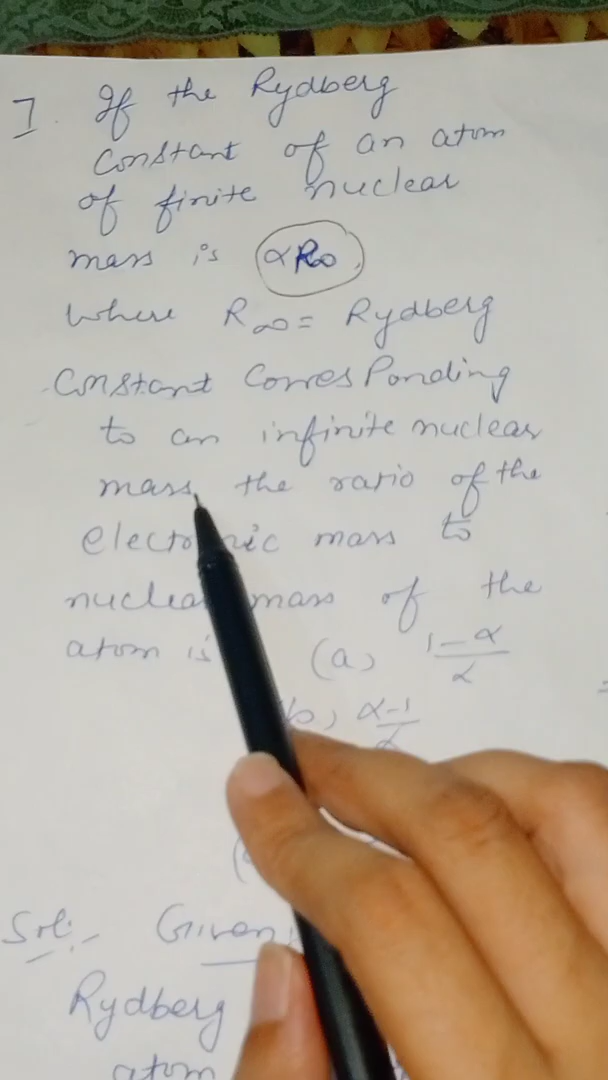 I. If the Rydberg
constant of an atom
of finite nuclear
mass is αR∞,
where R∞= Rydberg
constant corresponding
to an infinite nuclear
mass, the ratio of the
electronic mass to
nuclear mass of the
atom is (a) 1-α/α
(b) α-1/α
Sol:- Given:
Rydberg
atom